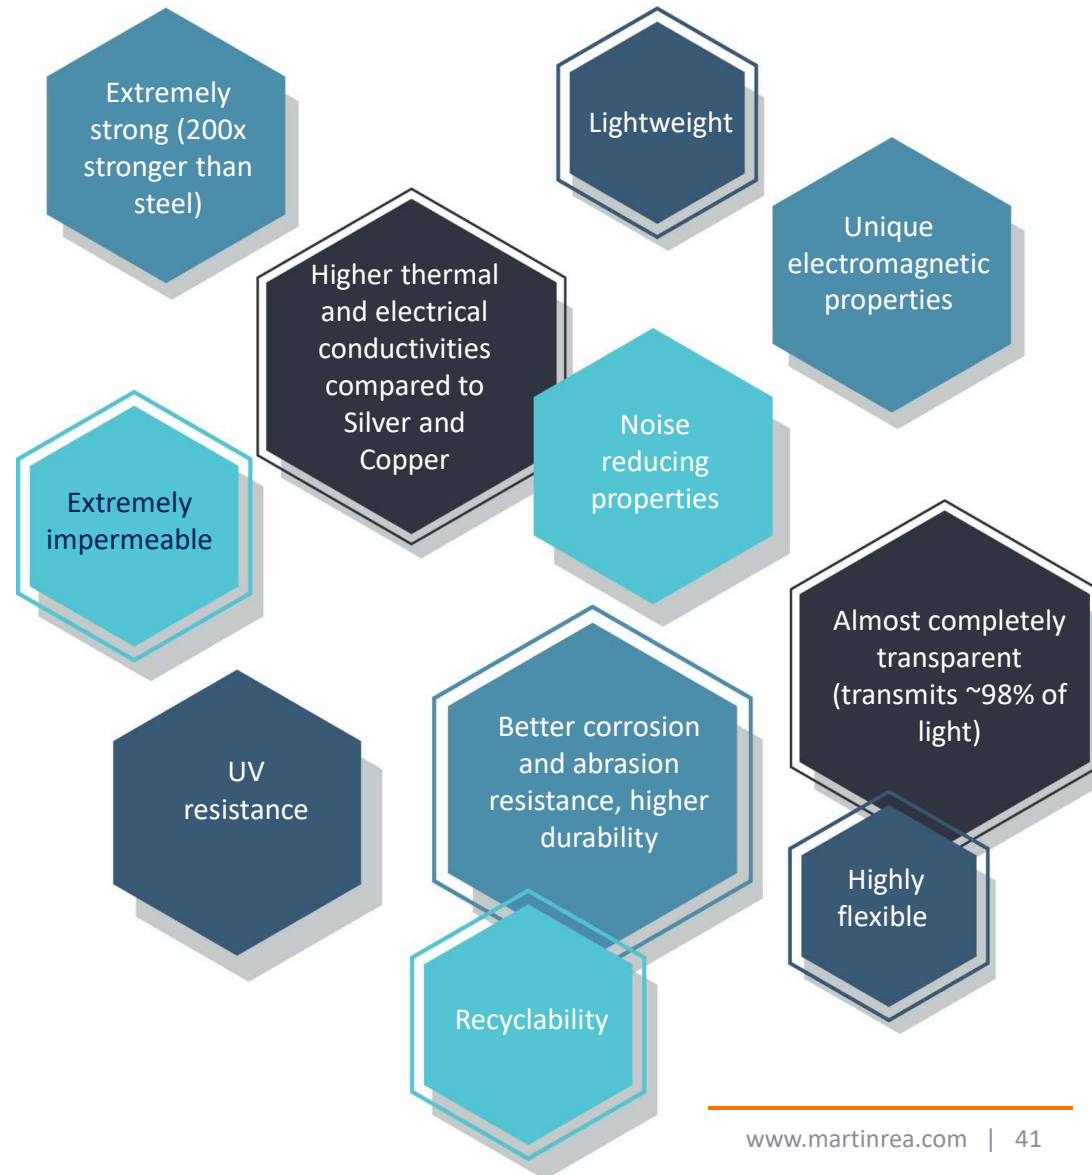 Extremely
strong (200x
stronger than
steel)
Lightweight
Unique
electromagnetic
properties
Higher thermal
and electrical
conductivities
compared to
Silver and
Copper
Noise
reducing
properties
Extremely
impermeable
Almost completely
transparent
(transmits ~98% of
light)
Better corrosion
and abrasion
resistance, higher
durability
UV
resistance
Highly
flexible
Recyclability
www.martinrea.com | 41